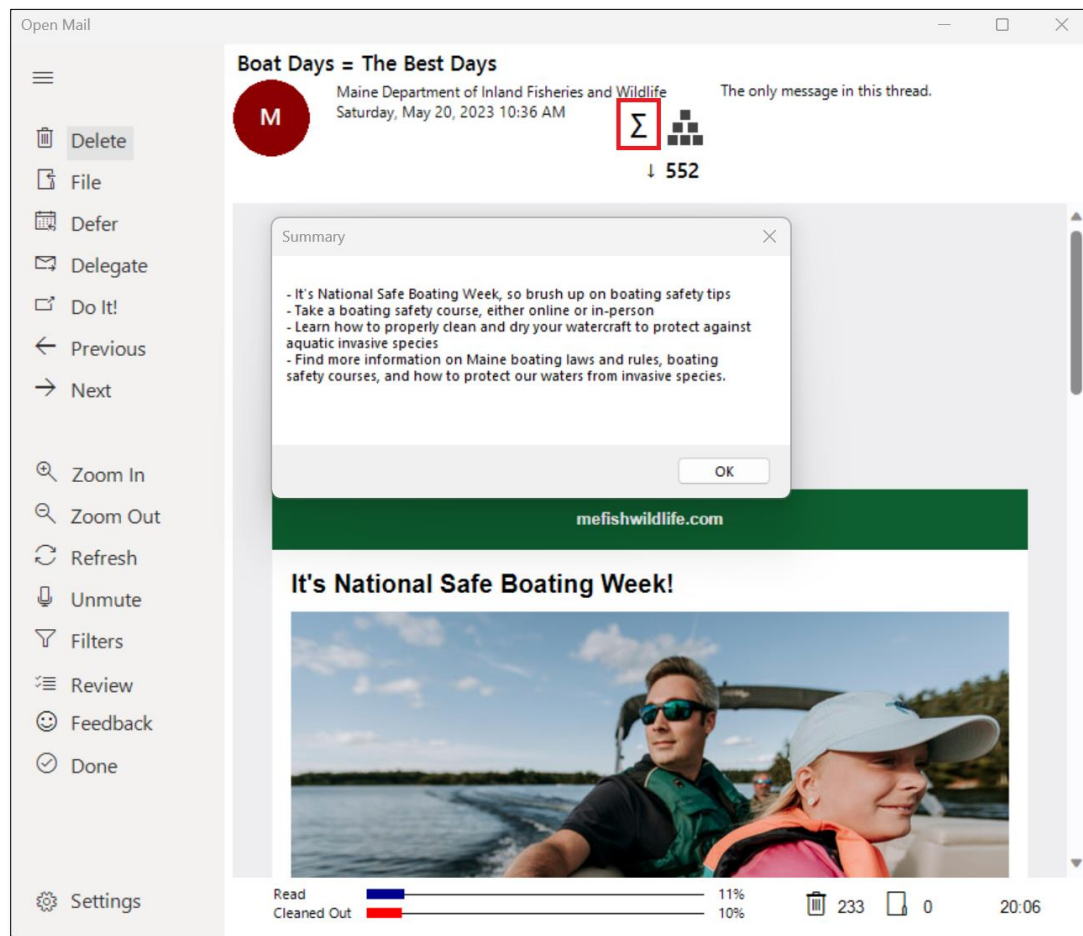 Open Mail
Boat Days = The Best Days
M
Maine Department of Inland Fisheries and Wildlife
Saturday, May 20, 2023 10:36 AM
The only message in this thread.
Σ
↓ 552
Delete
File
Defer
Delegate
Do It!
Previous
Next
Zoom In
Zoom Out
Refresh
Unmute
Filters
Review
Feedback
Done
Settings
Summary
- It's National Safe Boating Week, so brush up on boating safety tips
- Take a boating safety course, either online or in-person
- Learn how to properly clean and dry your watercraft to protect against
aquatic invasive species
- Find more information on Maine boating laws and rules, boating
safety courses, and how to protect our waters from invasive species.
OK
mefishwildlife.com
It's National Safe Boating Week!
Read 11%
Cleaned Out 10%
233
0
20:06